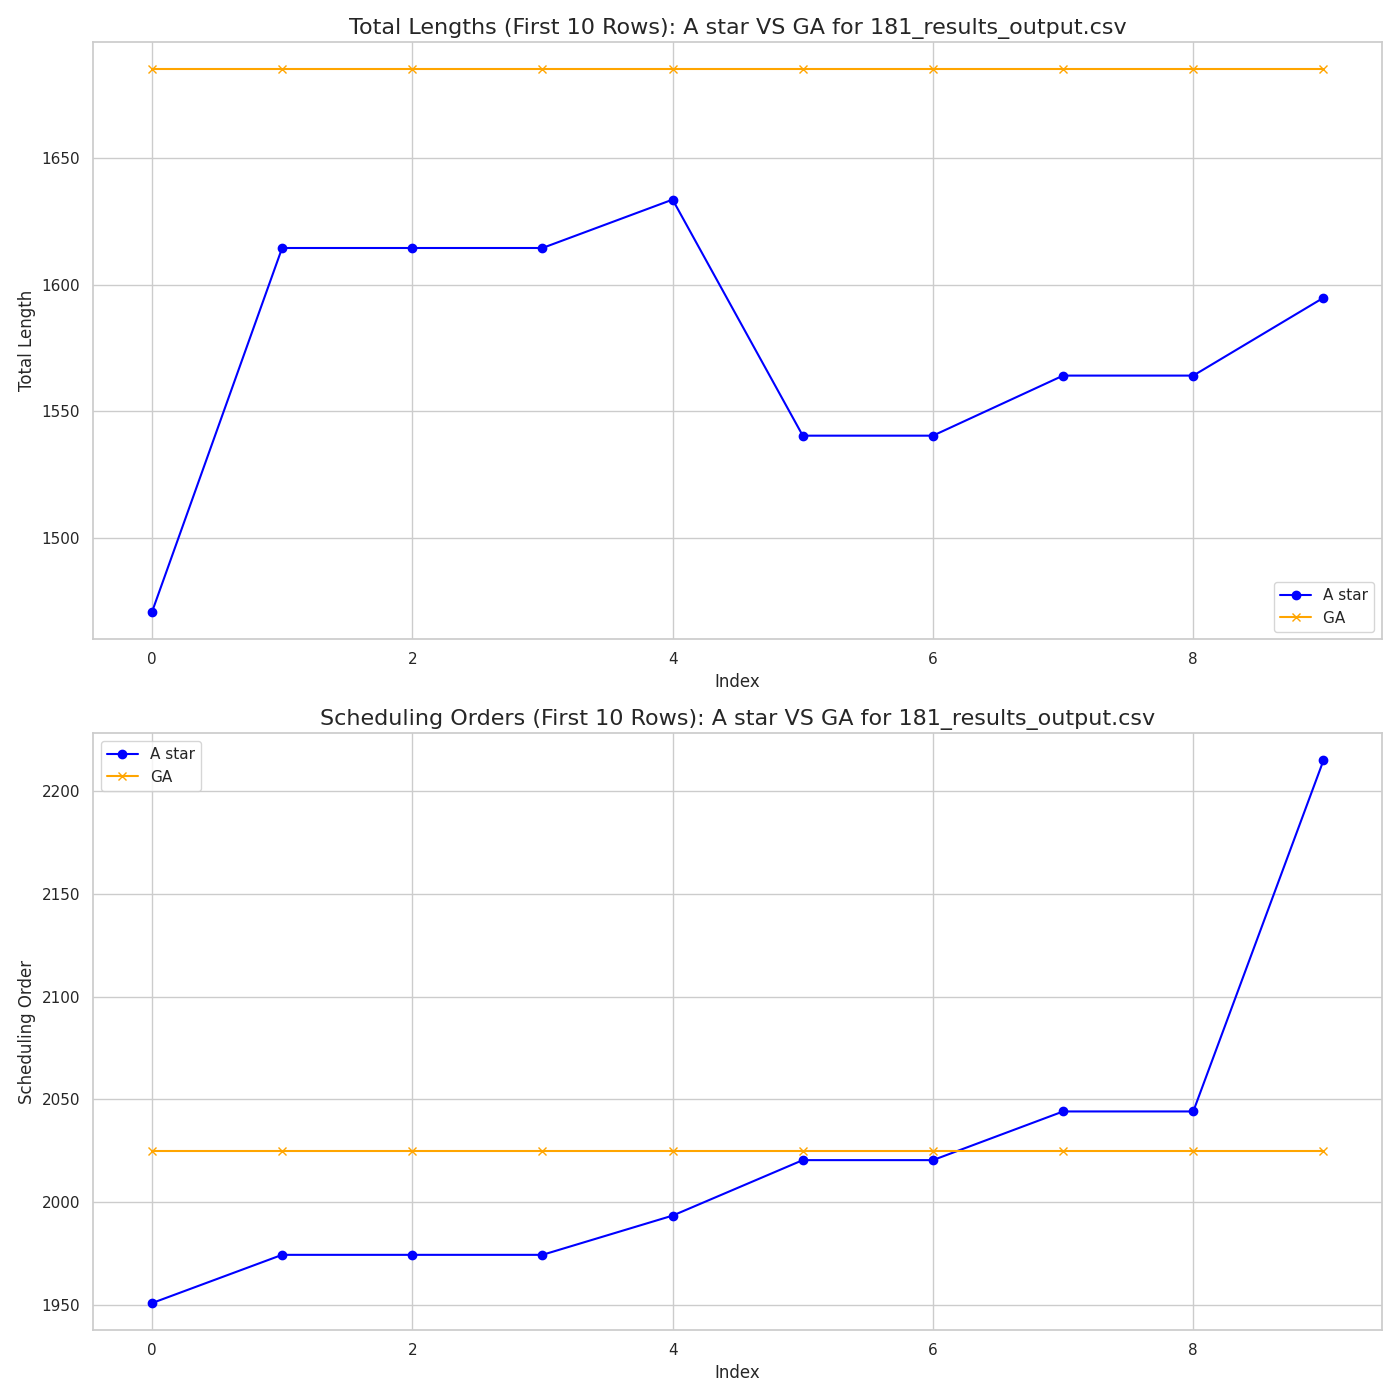 Total Lengths (First 10 Rows): A star VS GA for 181_results_output.csv
1650
1600
1550
1500
Total Length
A star
GA
0 2 4 6 8
Index
Scheduling Orders (First 10 Rows): A star VS GA for 181_results_output.csv
A star
GA
2200
2150
2100
2050
2000
1950
Scheduling Order
0 2 4 6 8
Index